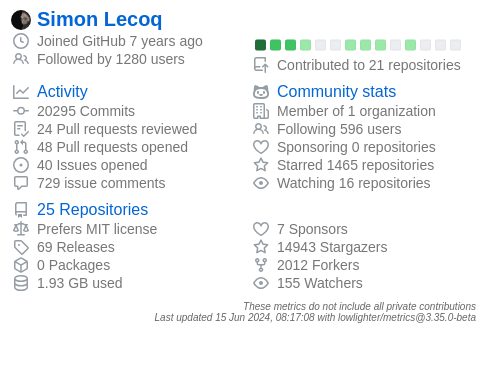 Simon Lecoq
Joined GitHub 7 years ago
Followed by 1280 users
Contributed to 21 repositories
Activity
20295 Commits
24 Pull requests reviewed
48 Pull requests opened
40 Issues opened
729 issue comments
Community stats
Member of 1 organization
Following 596 users
Sponsoring 0 repositories
Starred 1465 repositories
Watching 16 repositories
25 Repositories
Prefers MIT license
69 Releases
0 Packages
1.93 GB used
7 Sponsors
14943 Stargazers
2012 Forkers
155 Watchers
These metrics do not include all private contributions
Last updated 15 Jun 2024, 08:17:08 with lowlighter/metrics@3.35.0-beta